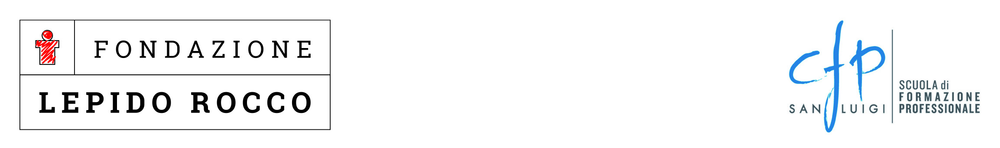 FONDAZIONE
LEPIDO ROCCO
cfp
SAN LUIGI
SCUOLA di
FORMAZIONE
PROFESSIONALE